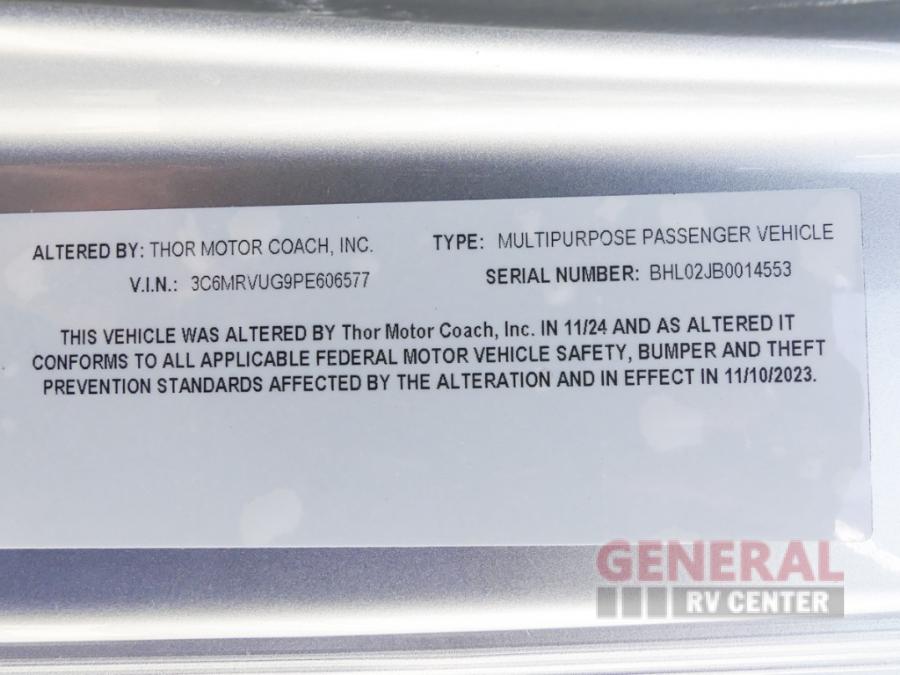 ALTERED BY: THOR MOTOR COACH, INC. TYPE: MULTIPURPOSE PASSENGER VEHICLE
V.I.N.: 3C6MRVUG9PE606577 SERIAL NUMBER: BHL02JB0014553
THIS VEHICLE WAS ALTERED BY Thor Motor Coach, Inc. IN 11/24 AND AS ALTERED IT
CONFORMS TO ALL APPLICABLE FEDERAL MOTOR VEHICLE SAFETY, BUMPER AND THEFT
PREVENTION STANDARDS AFFECTED BY THE ALTERATION AND IN EFFECT IN 11/10/2023.
GENERAL
RV CENTER